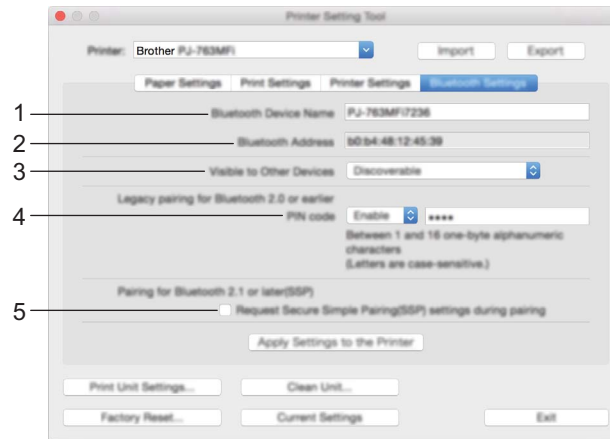 Printer Setting Tool
Printer: Brother PJ-763MFi Import Export
Paper Settings Print Settings Printer Settings Bluetooth Settings
1 Bluetooth Device Name PJ-763MFi7236
2 Bluetooth Address b0:b4:48:12:45:39
3 Visible to Other Devices Discoverable
Legacy pairing for Bluetooth 2.0 or earlier
4 PIN code Enable ••••
Between 1 and 16 one-byte alphanumeric
characters
(Letters are case-sensitive.)
Pairing for Bluetooth 2.1 or later(SSP)
5 Request Secure Simple Pairing(SSP) settings during pairing
Apply Settings to the Printer
Print Unit Settings... Clean Unit...
Factory Reset... Current Settings Exit